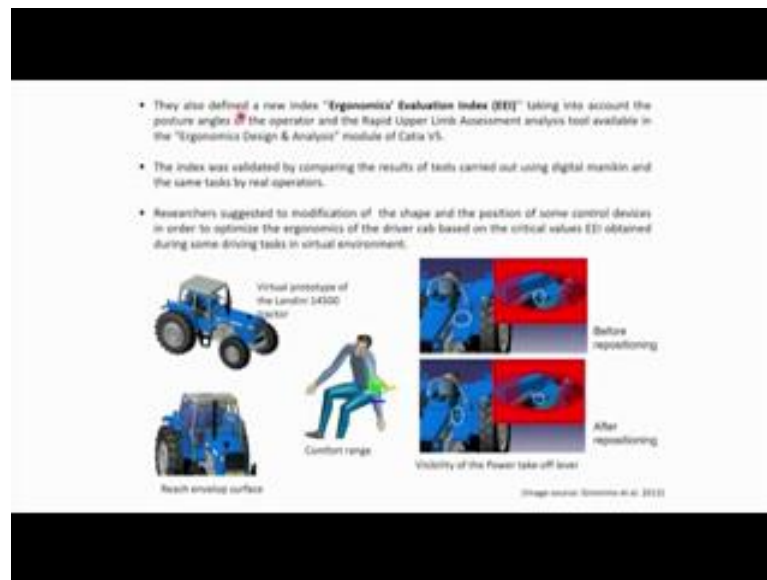 • They also defined a new index "Ergonomics' Evaluation Index (EEI)" taking into account the
posture angles of the operator and the Rapid Upper Limb Assessment analysis tool available in
the "Ergonomics Design & Analysis" module of Catia V5.
• The index was validated by comparing the results of tests carried out using digital manikin and
the same tasks by real operators.
• Researchers suggested to modification of the shape and the position of some control devices
in order to optimize the ergonomics of the driver cab based on the critical values EEI obtained
during some driving tasks in virtual environment.
Virtual prototype of
the Landini 14500
tractor
Before
repositioning
After
repositioning
Comfort range
Visibility of the Power take off lever
Reach envelop surface
(Image source: et al. 2012)